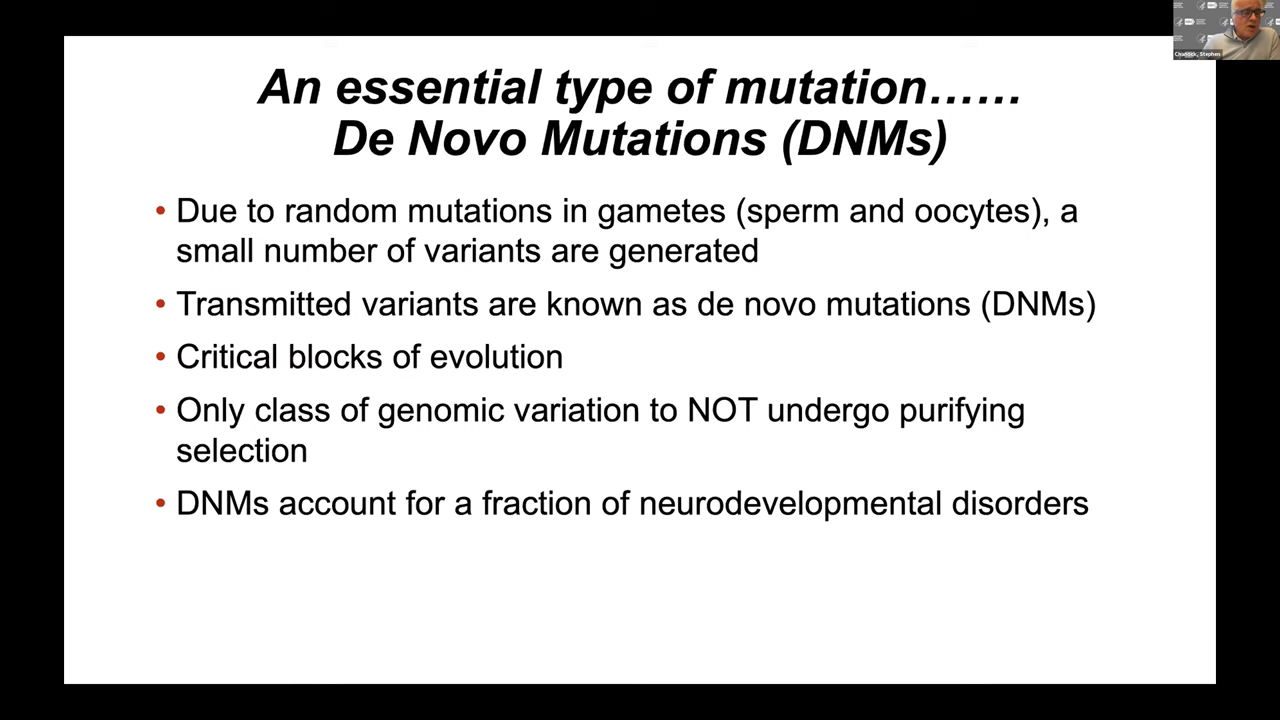 An essential type of mutation……
De Novo Mutations (DNMs)
• Due to random mutations in gametes (sperm and oocytes), a
small number of variants are generated
• Transmitted variants are known as de novo mutations (DNMs)
• Critical blocks of evolution
• Only class of genomic variation to NOT undergo purifying
selection
• DNMs account for a fraction of neurodevelopmental disorders
Chanock, Stephen